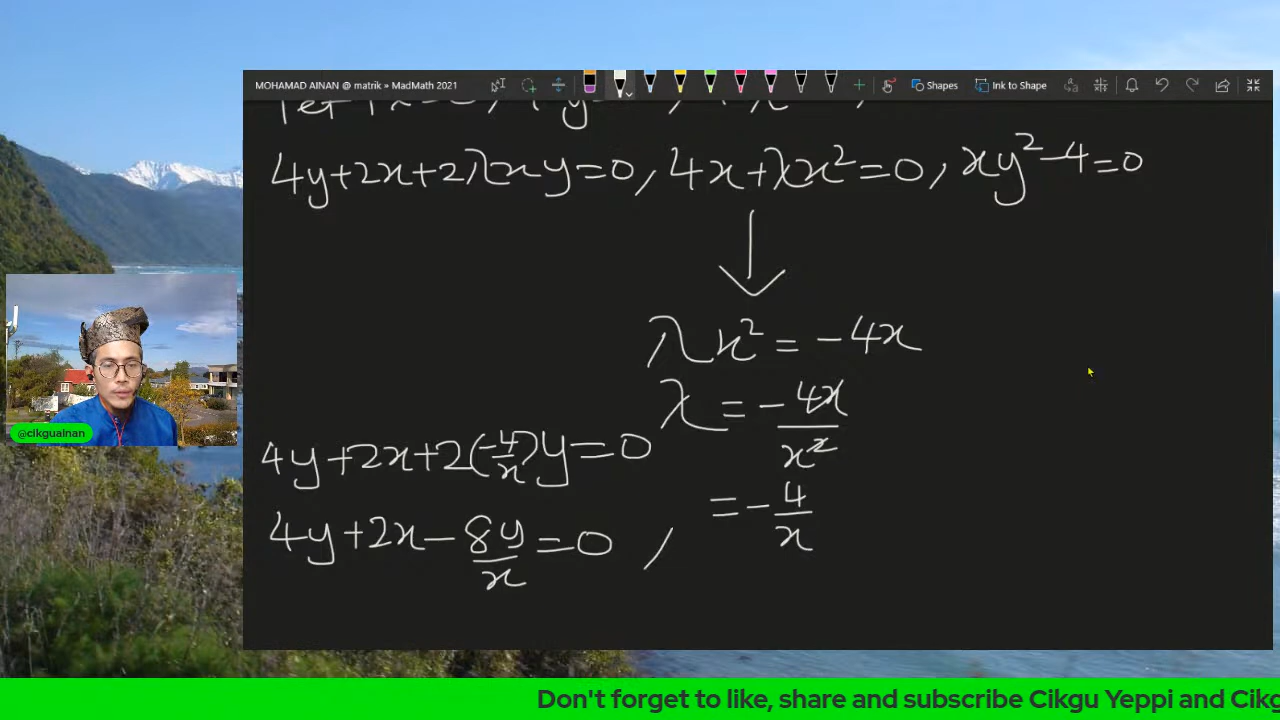 MOHAMAD AINAN @ matrik » MadMath 2021
Shapes
Ink to Shape
4y+2x+2λxy=0, 4x+λx²=0, xy²-4=0
λx²=-4x
λ=-4x/x²
=-4/x
4y+2x+2(-4/x)y=0
4y+2x-8y/x=0,
@cikguainan
Don't forget to like, share and subscribe Cikgu Yeppi and Cikg